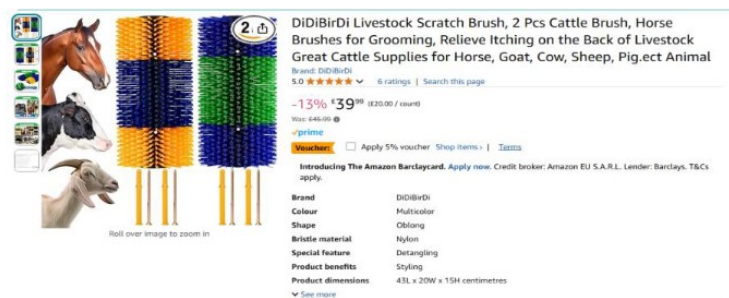 DiDiBirDi Livestock Scratch Brush, 2 Pcs Cattle Brush, Horse
Brushes for Grooming, Relieve Itching on the Back of Livestock
Great Cattle Supplies for Horse, Goat, Cow, Sheep, Pig.ect Animal
Brand: DiDiBirDi
5.0 6 ratings | Search this page
-13% £39⁹⁹ (£20.00 / count)
Was: £45.99
prime
Voucher: Apply 5% voucher Shop items › | Terms
Introducing The Amazon Barclaycard. Apply now. Credit broker: Amazon EU S.A.R.L. Lender: Barclays. T&Cs
apply.
Brand DiDiBirDi
Colour Multicolor
Shape Oblong
Bristle material Nylon
Special feature Detangling
Product benefits Styling
Product dimensions 43L x 20W x 15H centimetres
See more
2
Roll over image to zoom in